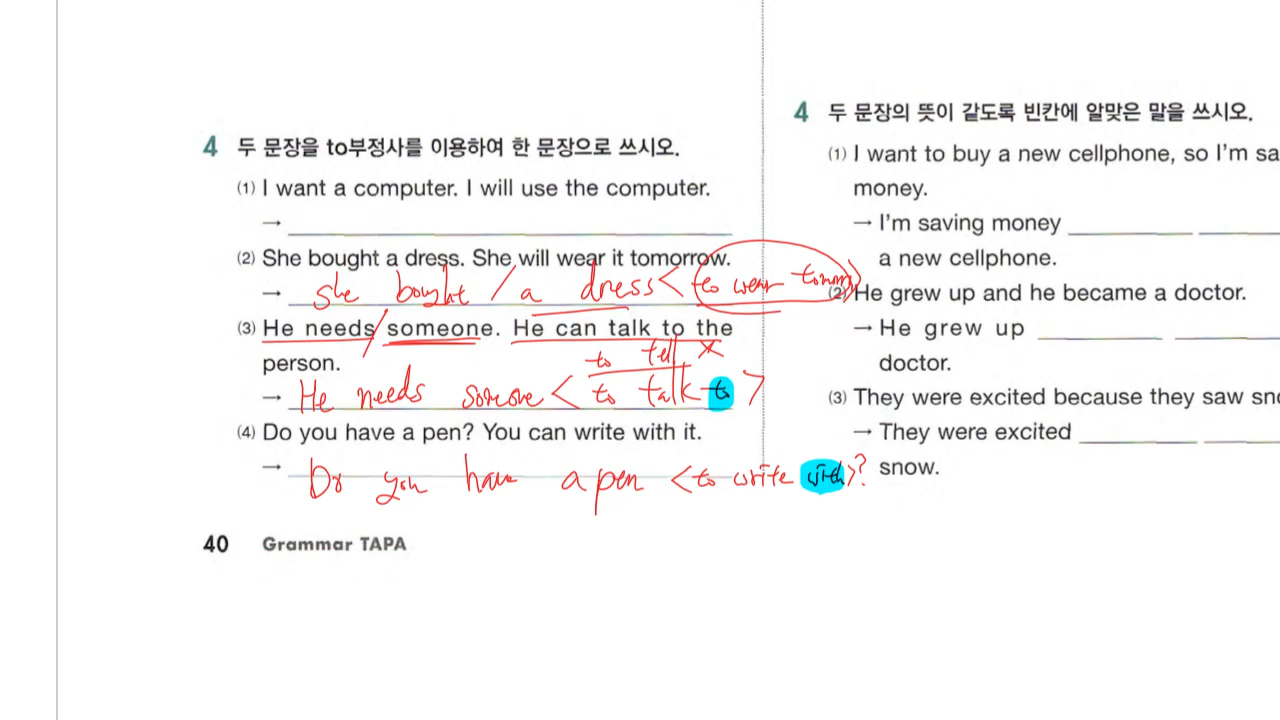 4 두 문장을 to부정사를 이용하여 한 문장으로 쓰시오.
(1) I want a computer. I will use the computer.
→
(2) She bought a dress. She will wear it tomorrow.
→ She bought / a dress < to wear
(3) He needs / someone. He can talk to the
person.
to tell X
→ He needs someone < to talk to >
(4) Do you have a pen? You can write with it.
→ Do you have a pen < to write with > ?
40 Grammar TAPA
4 두 문장의 뜻이 같도록 빈칸에 알맞은 말을 쓰시오.
(1) I want to buy a new cellphone, so I'm sa
money.
→ I'm saving money
a new cellphone.
(2) He grew up and he became a doctor.
→ He grew up
doctor.
(3) They were excited because they saw sn
→ They were excited
snow.